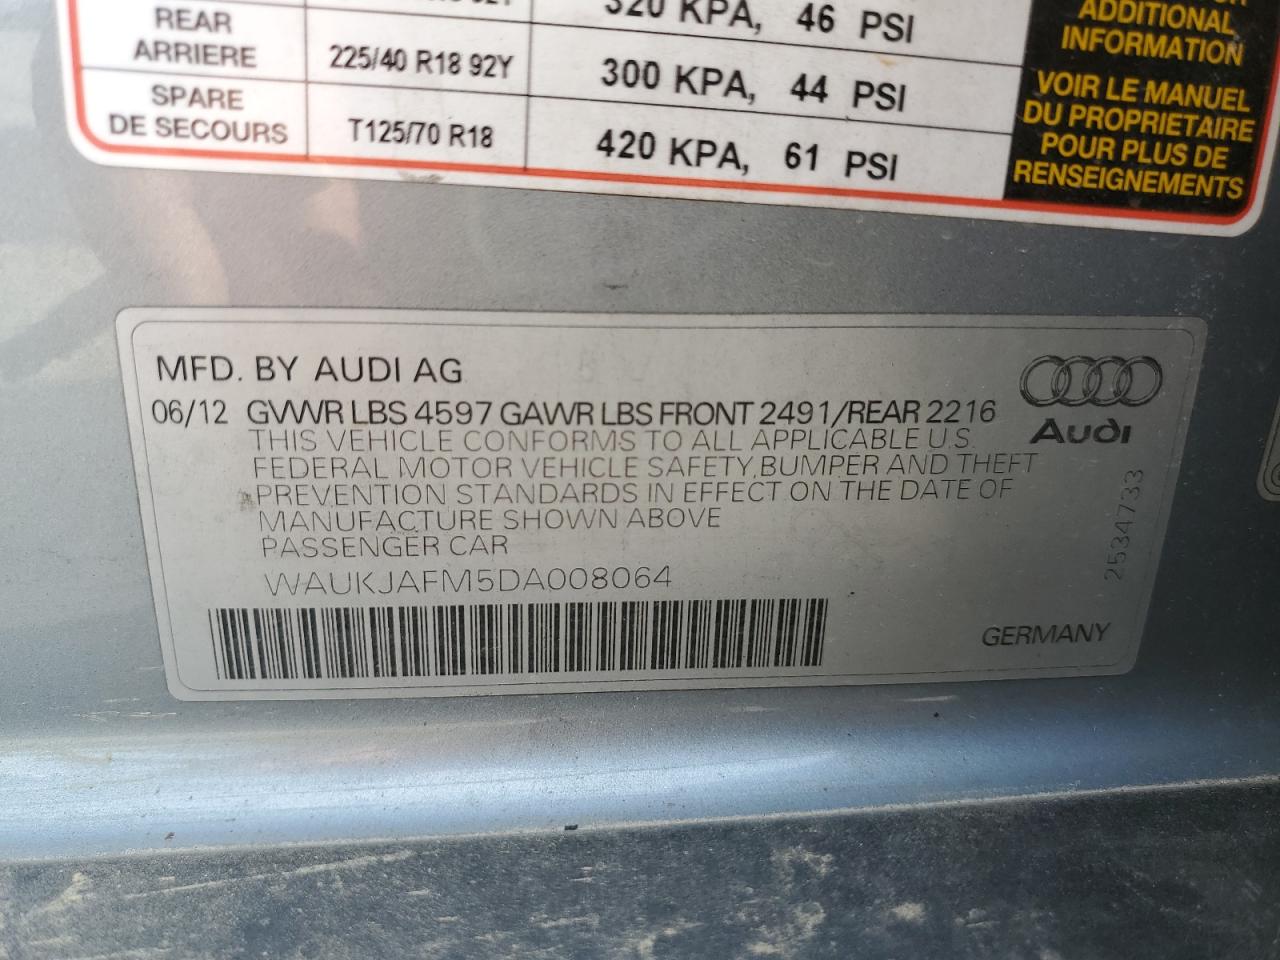 320 KPA, 46 PSI
REAR
ARRIERE
225/40 R18 92Y
300 KPA, 44 PSI
SPARE
DE SECOURS
T125/70 R18
420 KPA, 61 PSI
ADDITIONAL
INFORMATION
VOIR LE MANUEL
DU PROPRIETAIRE
POUR PLUS DE
RENSEIGNEMENTS
MFD. BY AUDI AG
06/12 GVWR LBS 4597 GAWR LBS FRONT 2491/REAR 2216
THIS VEHICLE CONFORMS TO ALL APPLICABLE U.S.
FEDERAL MOTOR VEHICLE SAFETY,BUMPER AND THEFT
PREVENTION STANDARDS IN EFFECT ON THE DATE OF
MANUFACTURE SHOWN ABOVE
PASSENGER CAR
WAUKJAFM5DA008064
Audi
2534733
GERMANY